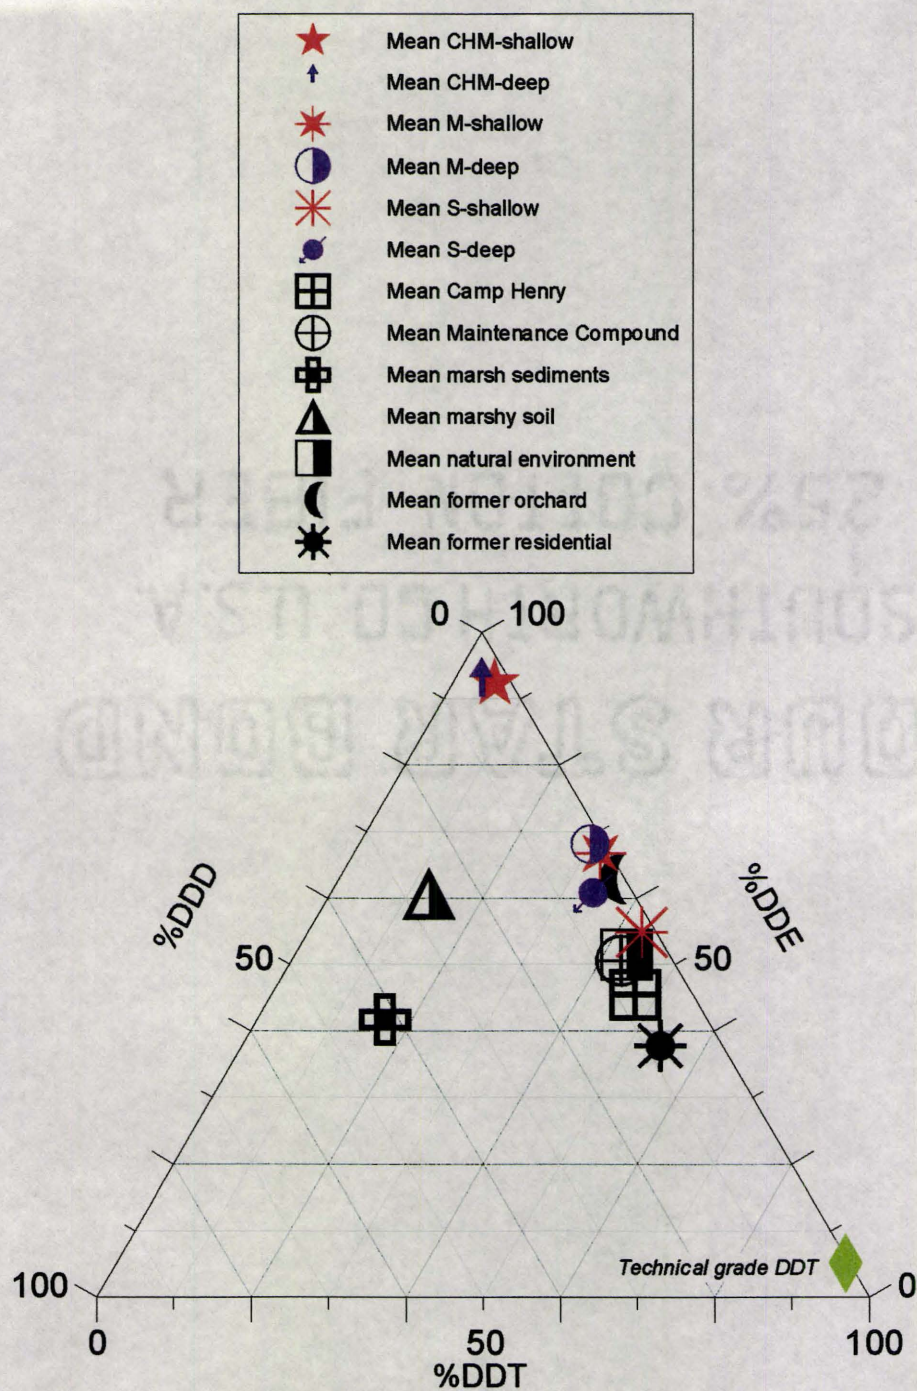 Mean CHM-shallow
Mean CHM-deep
Mean M-shallow
Mean M-deep
Mean S-shallow
Mean S-deep
Mean Camp Henry
Mean Maintenance Compound
Mean marsh sediments
Mean marshy soil
Mean natural environment
Mean former orchard
Mean former residential
0 100
%DDD
%DDE
50 50
Technical grade DDT
100 0
0 50 100
%DDT